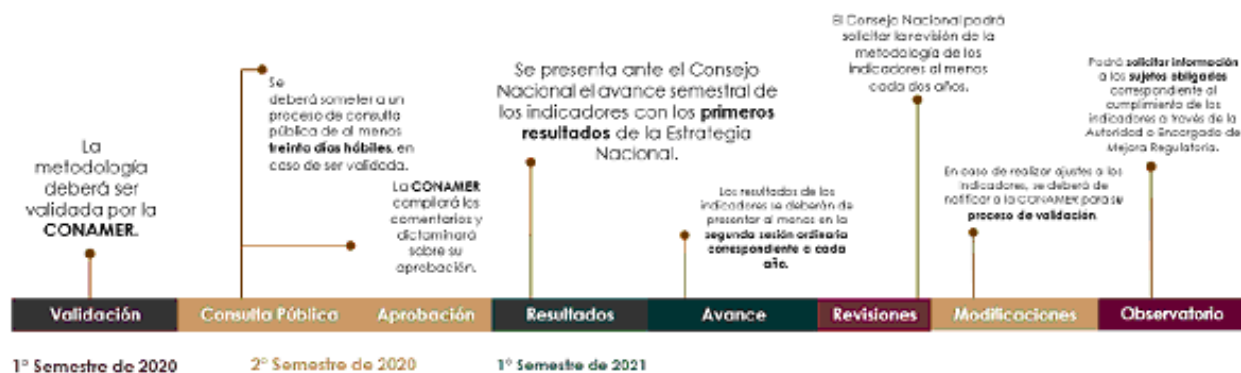 La
metodología
deberá ser
validada por la
CONAMER.
Se
deberá someter a un
proceso de consulta
pública de al menos
treinta días hábiles, en
caso de ser validada.
La CONAMER
compilará los
comentarios y
dictaminará
sobre su
aprobación.
Se presenta ante el Consejo
Nacional el avance semestral de
los indicadores con los primeros
resultados de la Estrategia
Nacional.
Los resultados de los
indicadores se deberán de
presentar al menos en la
segunda sesión ordinaria
correspondiente a cada
año.
El Consejo Nacional podrá
solicitar la revisión de la
metodología de los
indicadores al menos
cada dos años.
En caso de realizar ajustes a los
indicadores, se deberá de
notificar a la CONAMER para su
proceso de validación.
Podrá solicitar información
a los sujetos obligados
correspondiente al
cumplimiento de los
indicadores a través de la
Autoridad o Encargado de
Mejora Regulatoria.
Validación
Consulta Pública
Aprobación
Resultados
Avance
Revisiones
Modificaciones
Observatorio
1° Semestre de 2020
2° Semestre de 2020
1° Semestre de 2021